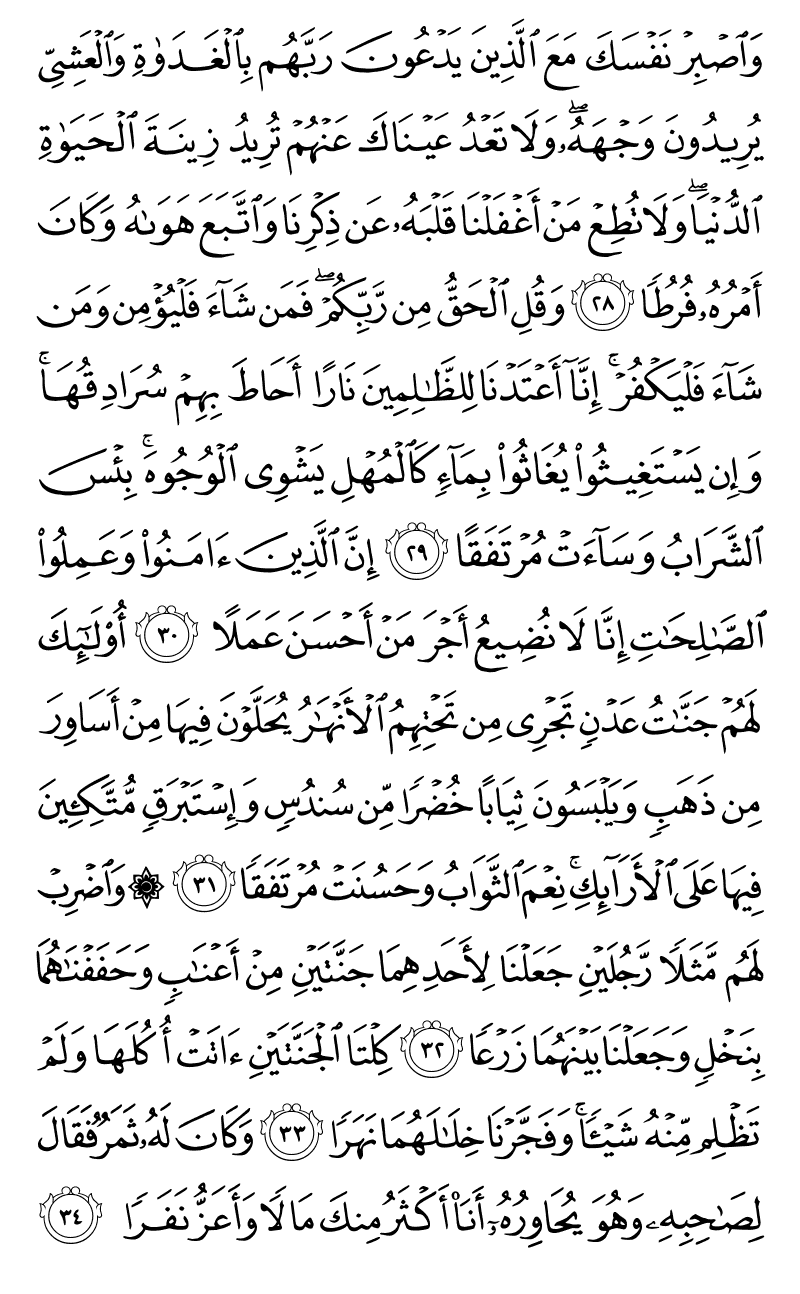 وَٱصْبِرْ نَفْسَكَ مَعَ ٱلَّذِينَ يَدْعُونَ رَبَّهُم بِٱلْغَدَوٰةِ وَٱلْعَشِىِّ
يُرِيدُونَ وَجْهَهُۥۖ وَلَا تَعْدُ عَيْنَاكَ عَنْهُمْ تُرِيدُ زِينَةَ ٱلْحَيَوٰةِ
ٱلدُّنْيَاۖ وَلَا تُطِعْ مَنْ أَغْفَلْنَا قَلْبَهُۥ عَن ذِكْرِنَا وَٱتَّبَعَ هَوَىٰهُ وَكَانَ
أَمْرُهُۥ فُرُطًا ٢٨ وَقُلِ ٱلْحَقُّ مِن رَّبِّكُمْۖ فَمَن شَآءَ فَلْيُؤْمِن وَمَن
شَآءَ فَلْيَكْفُرْۚ إِنَّآ أَعْتَدْنَا لِلظَّٰلِمِينَ نَارًا أَحَاطَ بِهِمْ سُرَادِقُهَاۚ
وَإِن يَسْتَغِيثُوا۟ يُغَاثُوا۟ بِمَآءٍ كَٱلْمُهْلِ يَشْوِى ٱلْوُجُوهَۚ بِئْسَ
ٱلشَّرَابُ وَسَآءَتْ مُرْتَفَقًا ٢٩ إِنَّ ٱلَّذِينَ ءَامَنُوا۟ وَعَمِلُوا۟
ٱلصَّٰلِحَٰتِ إِنَّا لَا نُضِيعُ أَجْرَ مَنْ أَحْسَنَ عَمَلًا ٣٠ أُو۟لَٰٓئِكَ
لَهُمْ جَنَّٰتُ عَدْنٍ تَجْرِى مِن تَحْتِهِمُ ٱلْأَنْهَٰرُ يُحَلَّوْنَ فِيهَا مِنْ أَسَاوِرَ
مِن ذَهَبٍ وَيَلْبَسُونَ ثِيَابًا خُضْرًا مِّن سُندُسٍ وَإِسْتَبْرَقٍ مُّتَّكِـِٔينَ
فِيهَا عَلَى ٱلْأَرَآئِكِۚ نِعْمَ ٱلثَّوَابُ وَحَسُنَتْ مُرْتَفَقًا ٣١ ۞ وَٱضْرِبْ
لَهُم مَّثَلًا رَّجُلَيْنِ جَعَلْنَا لِأَحَدِهِمَا جَنَّتَيْنِ مِنْ أَعْنَٰبٍ وَحَفَفْنَٰهُمَا
بِنَخْلٍ وَجَعَلْنَا بَيْنَهُمَا زَرْعًا ٣٢ كِلْتَا ٱلْجَنَّتَيْنِ ءَاتَتْ أُكُلَهَا وَلَمْ
تَظْلِم مِّنْهُ شَيْـًٔاۚ وَفَجَّرْنَا خِلَٰلَهُمَا نَهَرًا ٣٣ وَكَانَ لَهُۥ ثَمَرٌ فَقَالَ
لِصَٰحِبِهِۦ وَهُوَ يُحَاوِرُهُۥٓ أَنَا۠ أَكْثَرُ مِنكَ مَالًا وَأَعَزُّ نَفَرًا ٣٤